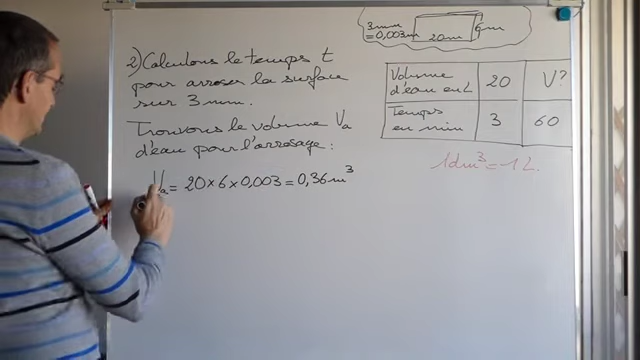 3mm
= 0,003m
20m
6m
2) Calculons le temps t
pour arroser la surface
sur 3 mm.
Trouvons le volume Va
d'eau pour l'arrosage :
Va = 20 × 6 × 0,003 = 0,36 m³
Volume d'eau en L 20 V?
Temps en min 3 60
1 dm³ = 1 L.